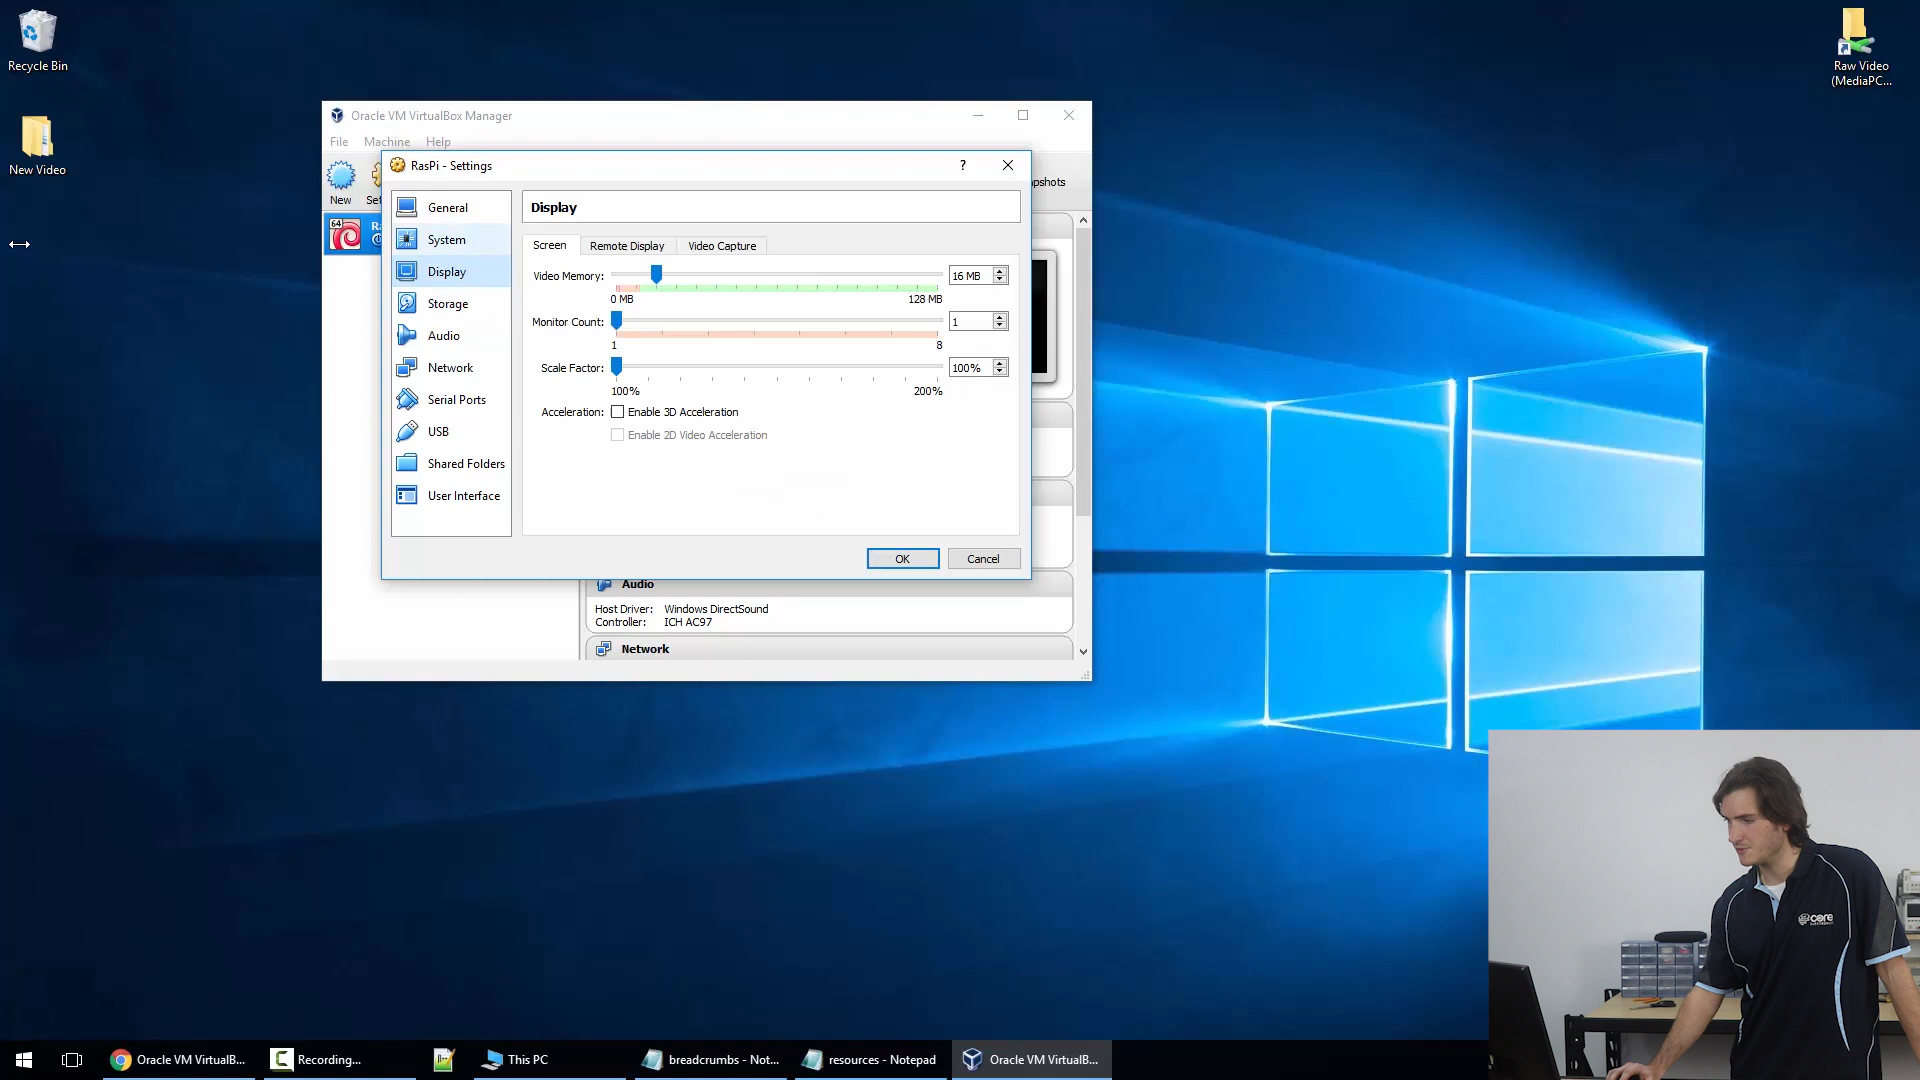 Recycle Bin
Raw Video
(MediaPC...
New Video
Oracle VM VirtualBox Manager
File Machine Help
RasPi - Settings
?
New
pshots
64
General
System
Display
Storage
Audio
Network
Serial Ports
USB
Shared Folders
User Interface
Display
Screen Remote Display Video Capture
Video Memory: 16 MB
0 MB 128 MB
Monitor Count: 1
1 8
Scale Factor: 100%
100% 200%
Acceleration: Enable 3D Acceleration
Enable 2D Video Acceleration
OK Cancel
Audio
Host Driver: Windows DirectSound
Controller: ICH AC97
Network
core
ELECTRONICS
Oracle VM VirtualB... Recording... This PC breadcrumbs - Not... resources - Notepad Oracle VM VirtualB...